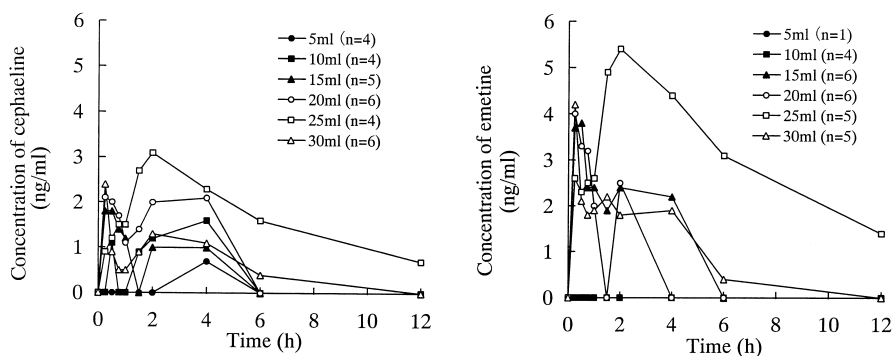 Concentration of cephaeline
(ng/ml)
6
5
4
3
2
1
0
5ml (n=4)
10ml (n=4)
15ml (n=5)
20ml (n=6)
25ml (n=4)
30ml (n=6)
0
2
4
6
8
10
12
Time (h)
Concentration of emetine
(ng/ml)
6
5
4
3
2
1
0
5ml (n=1)
10ml (n=4)
15ml (n=6)
20ml (n=6)
25ml (n=5)
30ml (n=5)
0
2
4
6
8
10
12
Time (h)